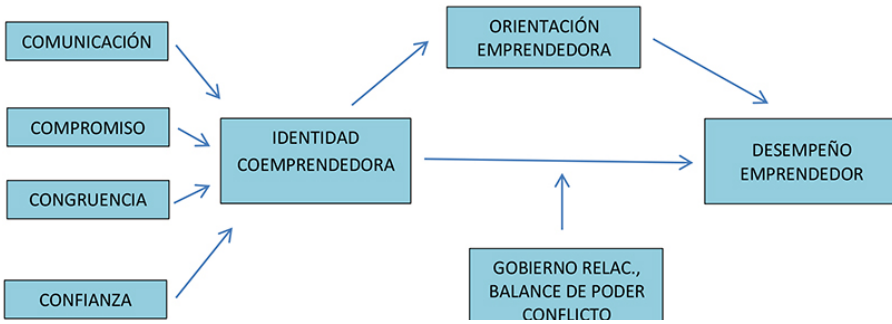 COMUNICACIÓN
COMPROMISO
CONGRUENCIA
CONFIANZA
IDENTIDAD
COEMPRENDEDORA
ORIENTACIÓN
EMPRENDEDORA
GOBIERNO RELAC.,
BALANCE DE PODER
CONFLICTO
DESEMPEÑO
EMPRENDEDOR